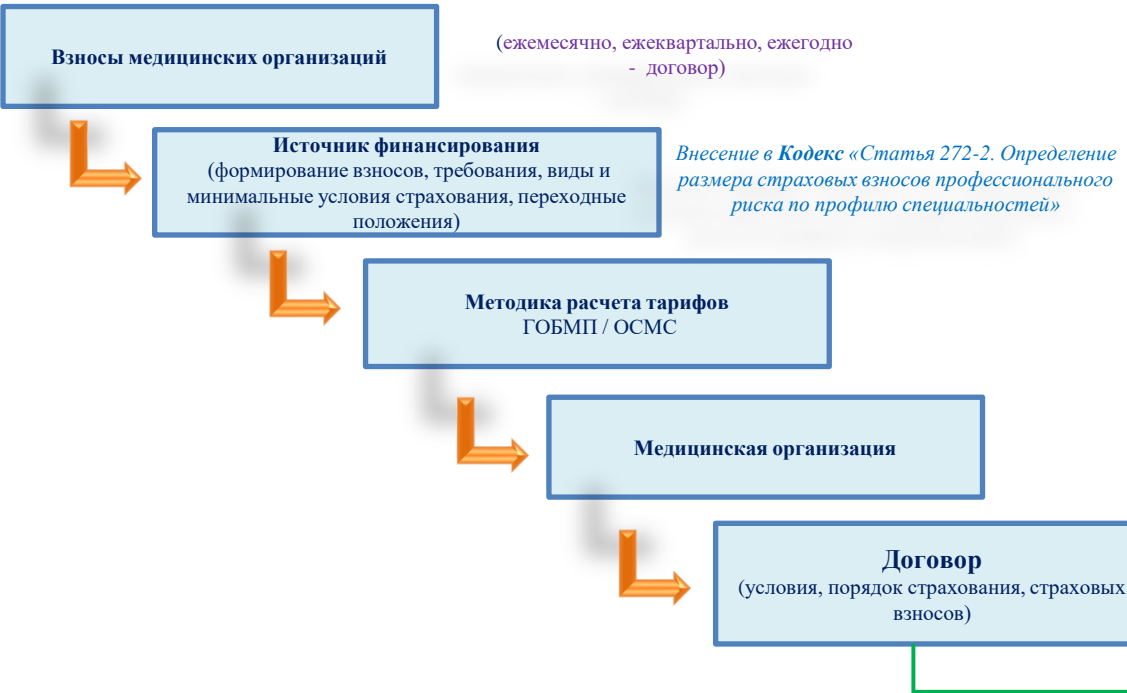 Взносы медицинских организаций
(ежемесячно, ежеквартально, ежегодно
- договор)
Источник финансирования
(формирование взносов, требования, виды и
минимальные условия страхования, переходные
положения)
Внесение в Кодекс «Статья 272-2. Определение
размера страховых взносов профессионального
риска по профилю специальностей»
Методика расчета тарифов
ГОБМП / ОСМС
Медицинская организация
Договор
(условия, порядок страхования, страховых
взносов)